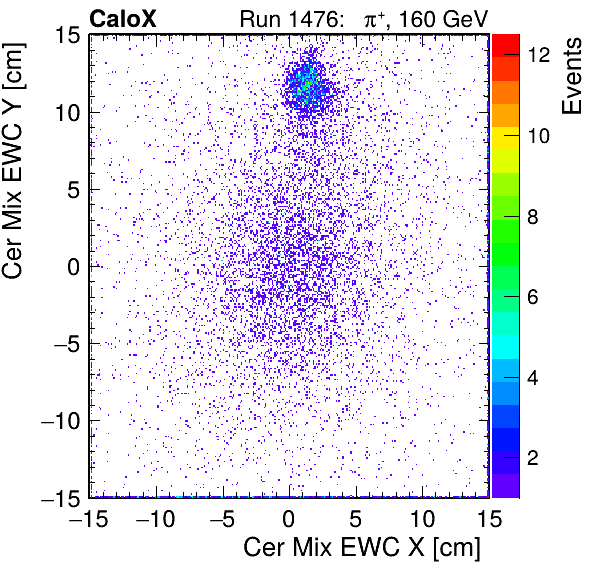 CaloX Run 1476: π⁺, 160 GeV
Cer Mix EWC Y [cm]
15
10
5
0
−5
−10
−15
−15 −10 −5 0 5 10 15
Cer Mix EWC X [cm]
Events
12
10
8
6
4
2